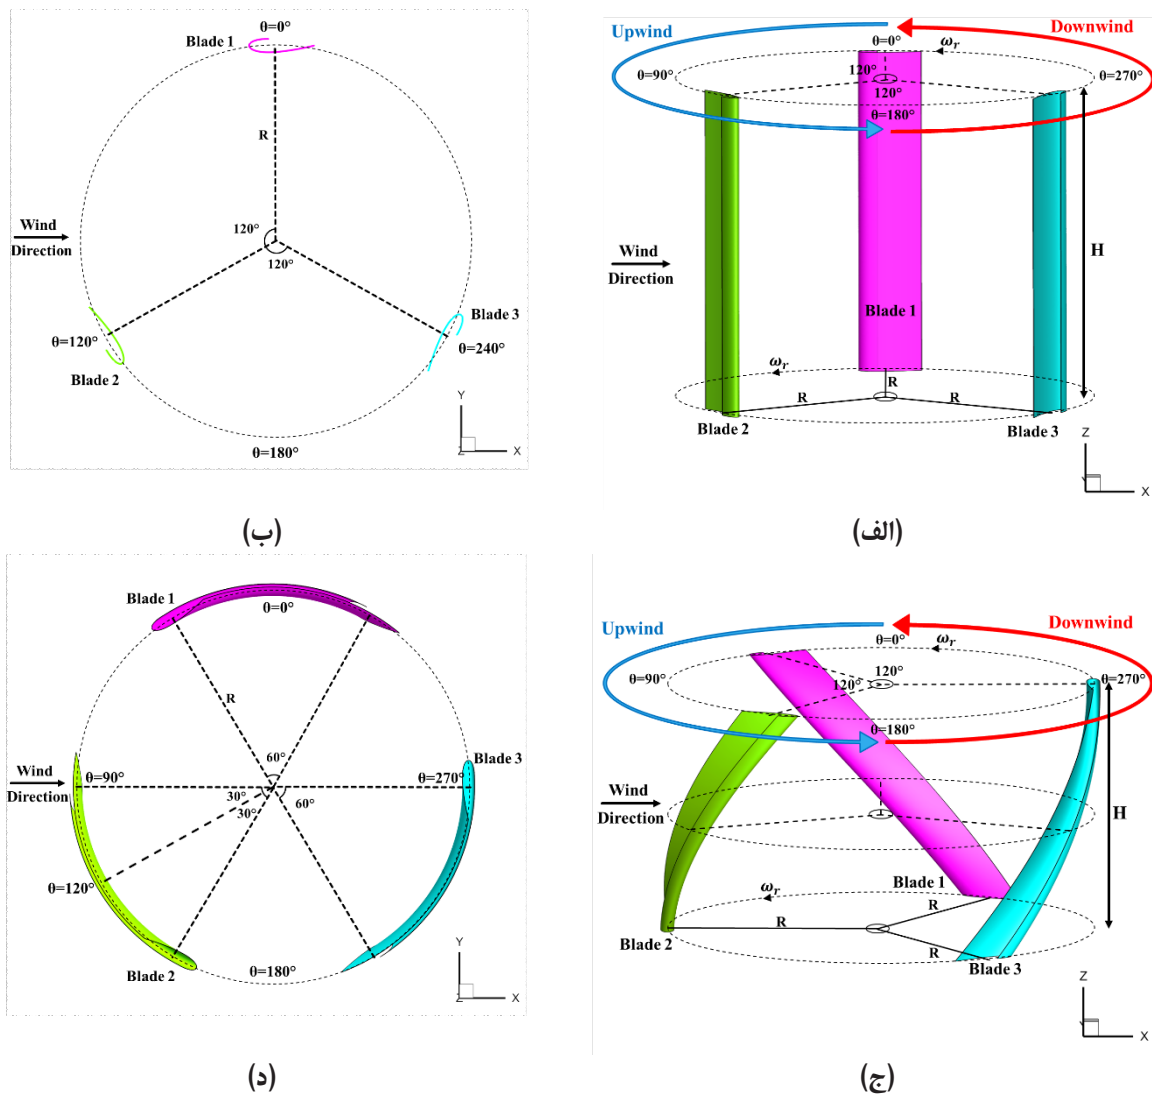 Blade 1
θ=0°
R
Wind
Direction
120°
120°
θ=120°
Blade 2
Blade 3
θ=240°
θ=180°
Y
Z
X
(ب)
Upwind
Downwind
θ=0°
ωr
θ=90°
120°
120°
θ=270°
θ=180°
Wind
Direction
H
Blade 1
ωr
R
R
R
Blade 2
Blade 3
Z
X
(الف)
Blade 1
θ=0°
R
Wind
Direction
60°
θ=90°
30°
30°
60°
Blade 3
θ=270°
θ=120°
Blade 2
θ=180°
Y
Z
X
(د)
Upwind
Downwind
θ=0°
ωr
θ=90°
120°
120°
θ=270°
θ=180°
Wind
Direction
H
Blade 1
ωr
R
R
R
Blade 2
Blade 3
Z
X
(ج)